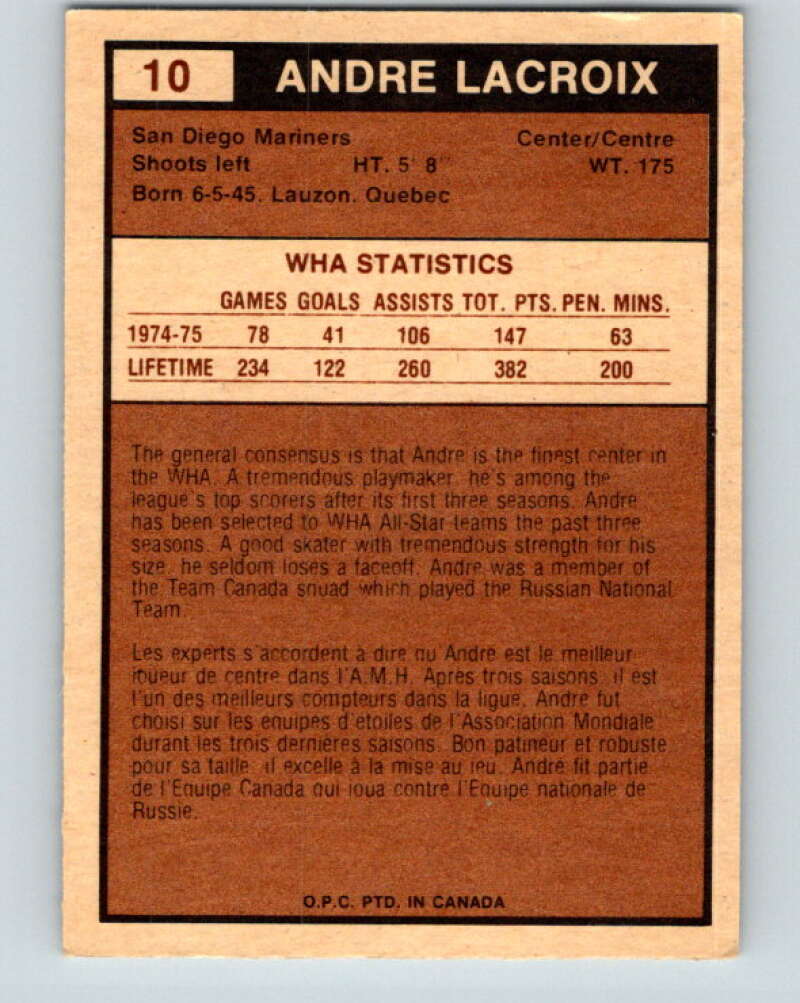 10 ANDRE LACROIX
San Diego Mariners Center/Centre
Shoots left HT. 5' 8" WT. 175
Born 6-5-45. Lauzon. Quebec
WHA STATISTICS
GAMES GOALS ASSISTS TOT. PTS. PEN. MINS.
1974-75 78 41 106 147 63
LIFETIME 234 122 260 382 200
The general consensus is that Andre is the finest center in
the WHA. A tremendous playmaker, he's among the
league's top scorers after its first three seasons. Andre
has been selected to WHA All-Star teams the past three
seasons. A good skater with tremendous strength for his
size, he seldom loses a faceoff. Andre was a member of
the Team Canada squad which played the Russian National
Team.
Les experts s'accordent à dire qu'André est le meilleur
joueur de centre dans l'A.M.H. Après trois saisons, il est
l'un des meilleurs compteurs dans la ligue. André fut
choisi sur les équipes d'étoiles de l'Association Mondiale
durant les trois dernières saisons. Bon patineur et robuste
pour sa taille, il excelle à la mise au jeu. André fit partie
de l'Equipe Canada qui joua contre l'Equipe nationale de
Russie.
O.P.C. PTD. IN CANADA